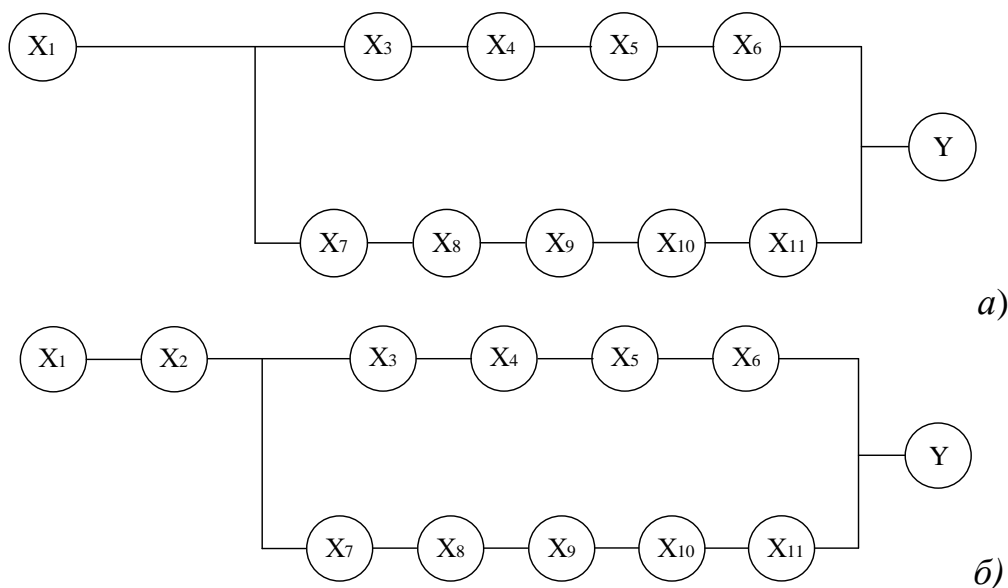 X1 X3 X4 X5 X6
Y
X7 X8 X9 X10 X11
а)
X1 X2 X3 X4 X5 X6
Y
X7 X8 X9 X10 X11
б)